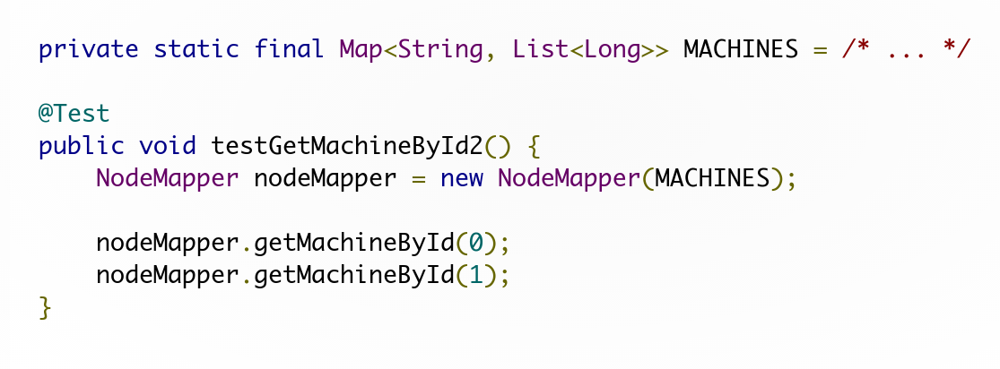 private static final Map<String, List<Long>> MACHINES = /* ... */
@Test
public void testGetMachineById2() {
    NodeMapper nodeMapper = new NodeMapper(MACHINES);
    nodeMapper.getMachineById(0);
    nodeMapper.getMachineById(1);
}